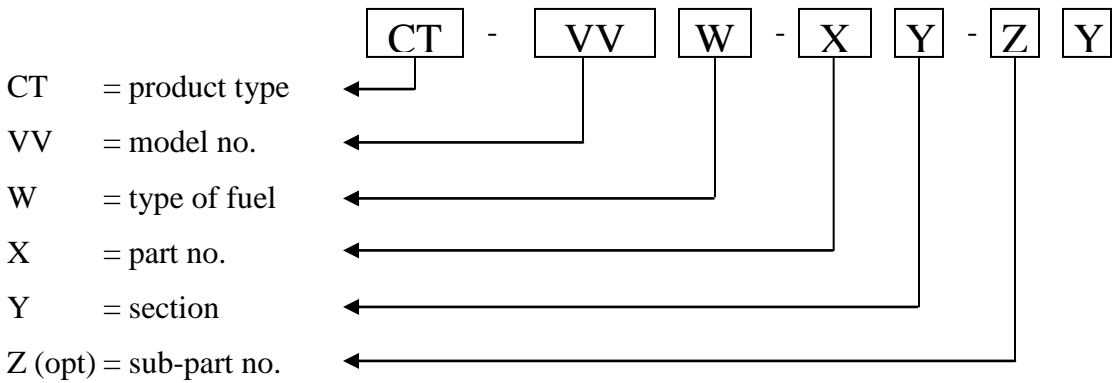 CT - VV W - X Y - Z Y
CT = product type
VV = model no.
W = type of fuel
X = part no.
Y = section
Z (opt) = sub-part no.